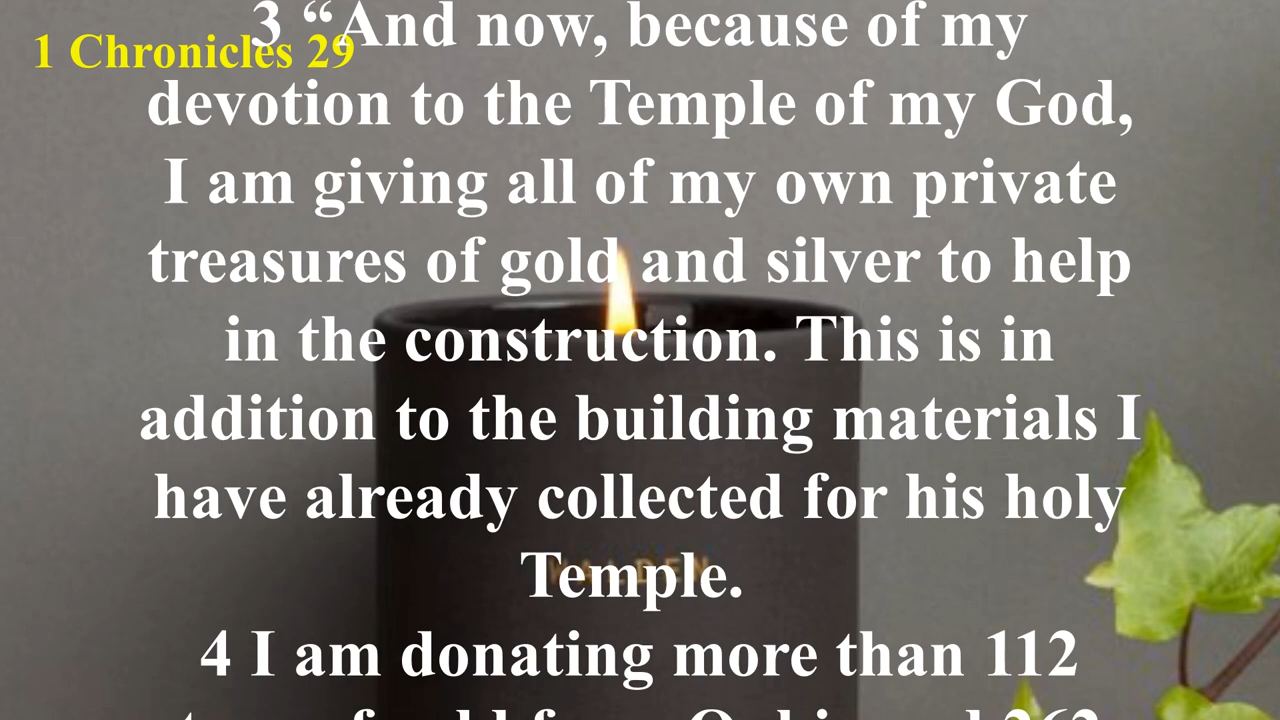 1 Chronicles 29
3 “And now, because of my
devotion to the Temple of my God,
I am giving all of my own private
treasures of gold and silver to help
in the construction. This is in
addition to the building materials I
have already collected for his holy
Temple.
4 I am donating more than 112